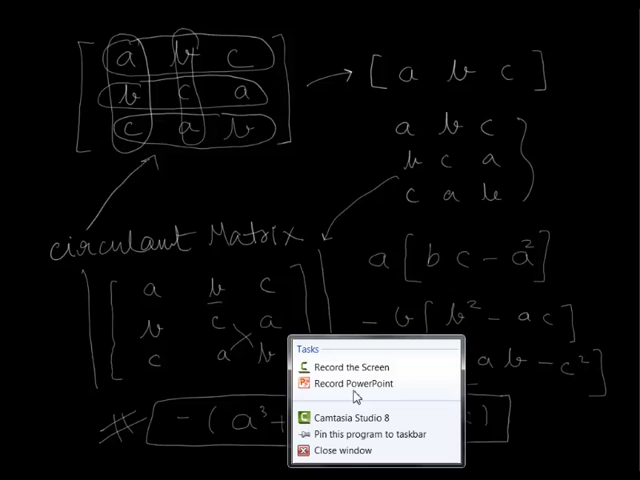 a b c
b c a
c a b
[ a b c ]
a b c
b c a
c a b
circulant Matrix
a b c
b c a
c a b
a [ b c - a² ]
- b [ b² - a c ]
a b - c² ]
# - ( a³ +
Tasks
Record the Screen
Record PowerPoint
Camtasia Studio 8
Pin this program to taskbar
Close window